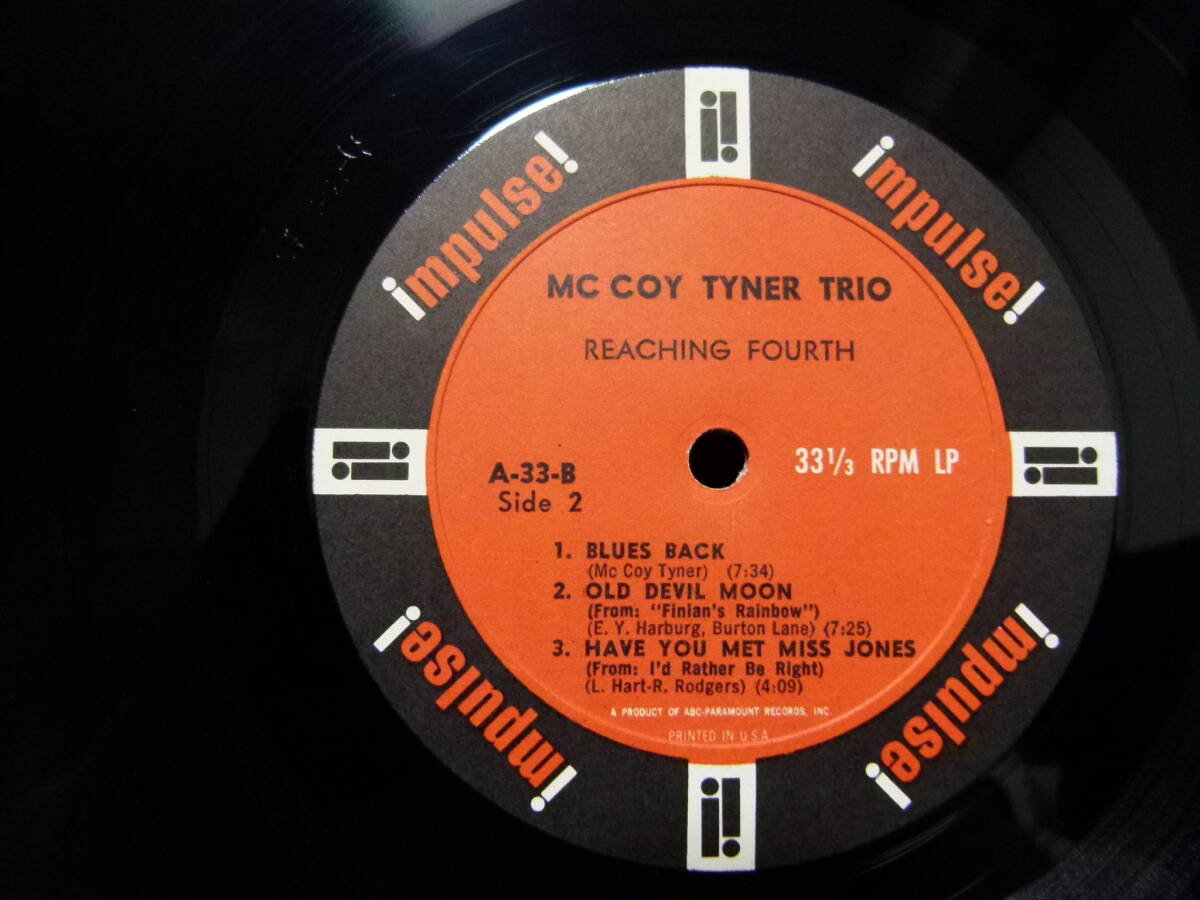 impulse!
impulse!
MC COY TYNER TRIO
REACHING FOURTH
A-33-B
Side 2
33 1/3 RPM LP
1. BLUES BACK
(Mc Coy Tyner) (7:34)
2. OLD DEVIL MOON
(From: "Finian's Rainbow")
(E. Y. Harburg, Burton Lane) (7:25)
3. HAVE YOU MET MISS JONES
(From: I'd Rather Be Right)
(L. Hart-R. Rodgers) (4:09)
A PRODUCT OF ABC-PARAMOUNT RECORDS, INC.
PRINTED IN U.S.A.
impulse!
impulse!